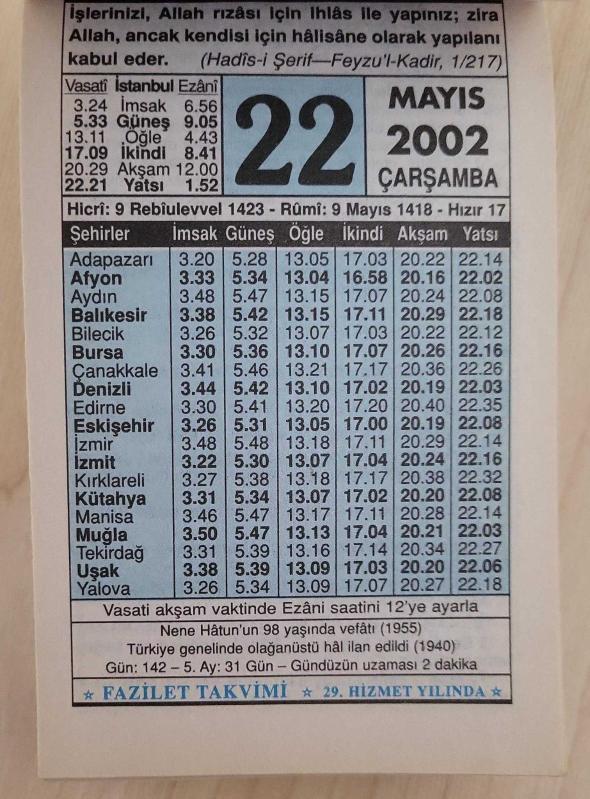 işlerinizi, Allah rızâsı için ihlâs ile yapınız; zira
Allah, ancak kendisi için hâlisâne olarak yapılanı
kabul eder. (Hadîs-i Şerif—Feyzu'l-Kadir, 1/217)
Vasatî İstanbul Ezânî
3.24 İmsak 6.56
5.33 Güneş 9.05
13.11 Öğle 4.43
17.09 İkindi 8.41
20.29 Akşam 12.00
22.21 Yatsı 1.52
22
MAYIS
2002
ÇARŞAMBA
Hicrî: 9 Rebîulevvel 1423 - Rûmî: 9 Mayıs 1418 - Hızır 17
Şehirler İmsak Güneş Öğle İkindi Akşam Yatsı
Adapazarı 3.20 5.28 13.05 17.03 20.22 22.14
Afyon 3.33 5.34 13.04 16.58 20.16 22.02
Aydın 3.48 5.47 13.15 17.07 20.24 22.08
Balıkesir 3.38 5.42 13.15 17.11 20.29 22.18
Bilecik 3.26 5.32 13.07 17.03 20.22 22.12
Bursa 3.30 5.36 13.10 17.07 20.26 22.16
Çanakkale 3.41 5.46 13.21 17.17 20.36 22.26
Denizli 3.44 5.42 13.10 17.02 20.19 22.03
Edirne 3.30 5.41 13.20 17.20 20.40 22.35
Eskişehir 3.26 5.31 13.05 17.00 20.19 22.08
İzmir 3.48 5.48 13.18 17.11 20.29 22.14
İzmit 3.22 5.30 13.07 17.04 20.24 22.16
Kırklareli 3.27 5.38 13.18 17.17 20.38 22.32
Kütahya 3.31 5.34 13.07 17.02 20.20 22.08
Manisa 3.46 5.47 13.17 17.11 20.28 22.14
Muğla 3.50 5.47 13.13 17.04 20.21 22.03
Tekirdağ 3.31 5.39 13.16 17.14 20.34 22.27
Uşak 3.38 5.39 13.09 17.03 20.20 22.06
Yalova 3.26 5.34 13.09 17.07 20.27 22.18
Vasati akşam vaktinde Ezâni saatini 12'ye ayarla
Nene Hâtun'un 98 yaşında vefâtı (1955)
Türkiye genelinde olağanüstü hâl ilan edildi (1940)
Gün: 142 – 5. Ay: 31 Gün – Gündüzün uzaması 2 dakika
☆ FAZİLET TAKVİMİ ☆ 29. HİZMET YILINDA ☆